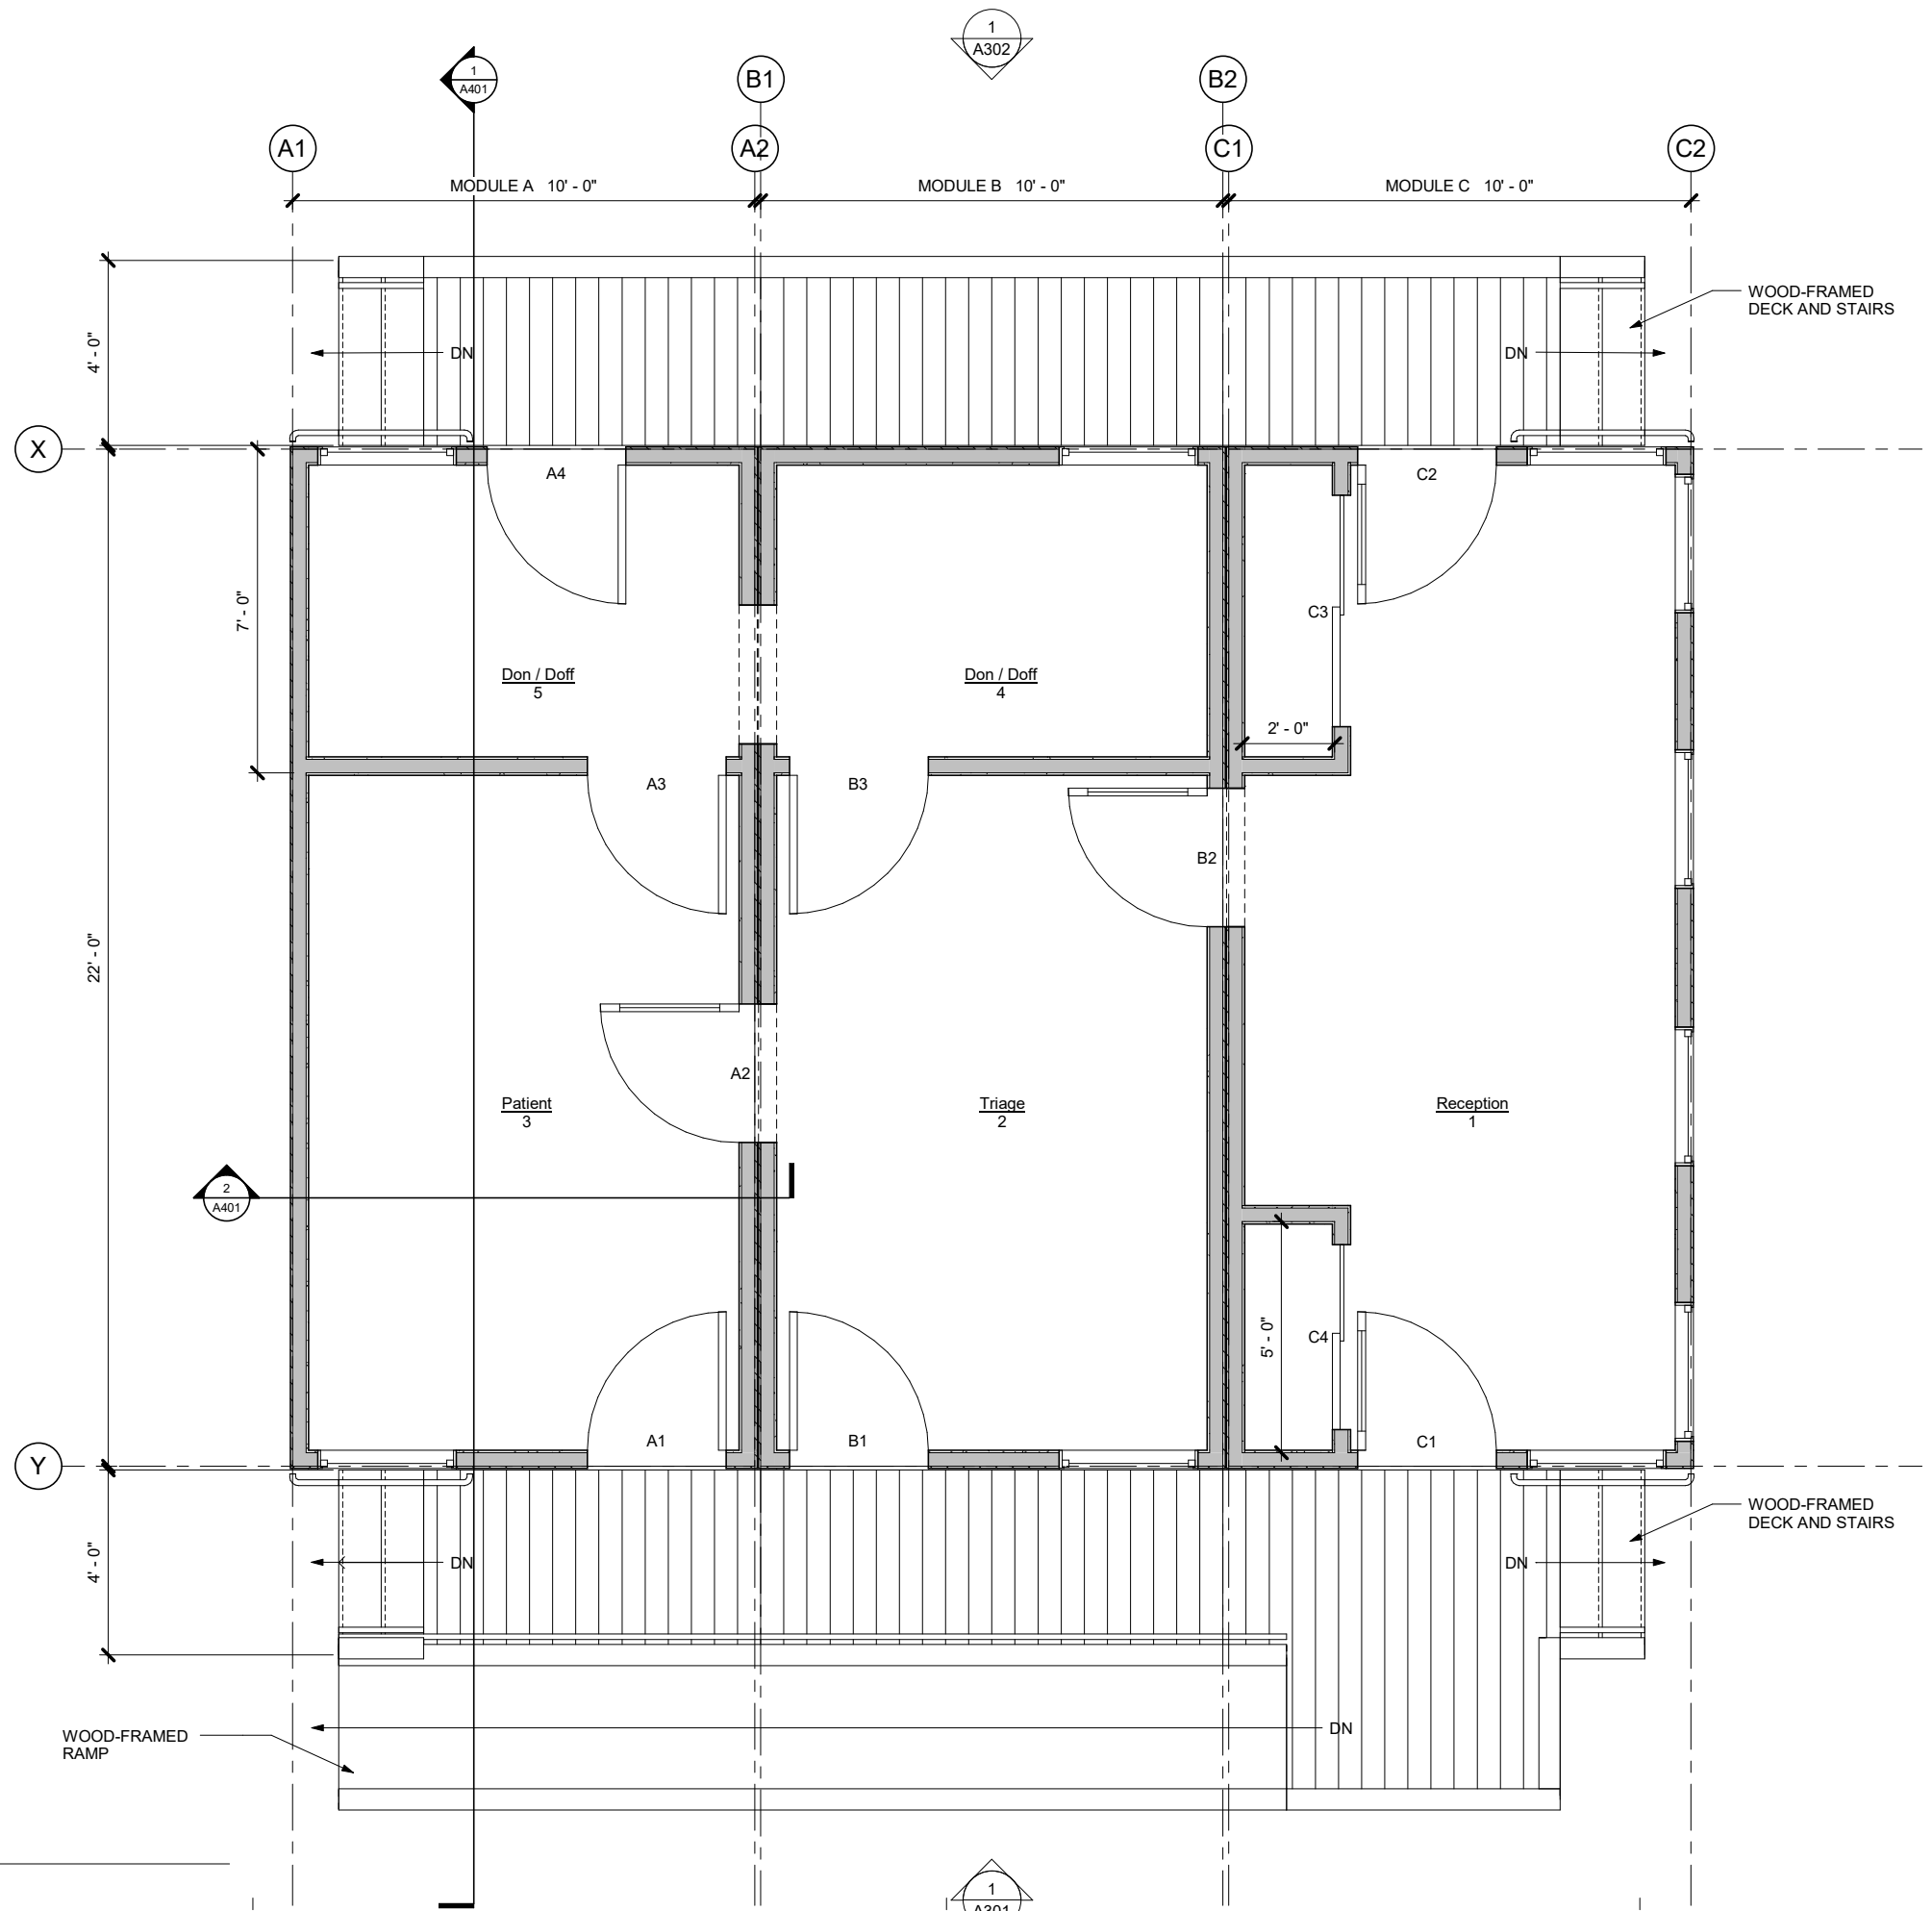 1
A302
1
A401
B1
B2
A1
A2
C1
C2
MODULE A 10' - 0"
MODULE B 10' - 0"
MODULE C 10' - 0"
WOOD-FRAMED
DECK AND STAIRS
4' - 0"
DN
DN
X
A4
C2
7' - 0"
C3
Don / Doff
5
Don / Doff
4
2' - 0"
A3
B3
B2
22' - 0"
A2
Patient
3
Triage
2
Reception
1
2
A401
5' - 0"
C4
A1
B1
C1
Y
WOOD-FRAMED
DECK AND STAIRS
4' - 0"
DN
DN
WOOD-FRAMED
RAMP
DN
1
A301